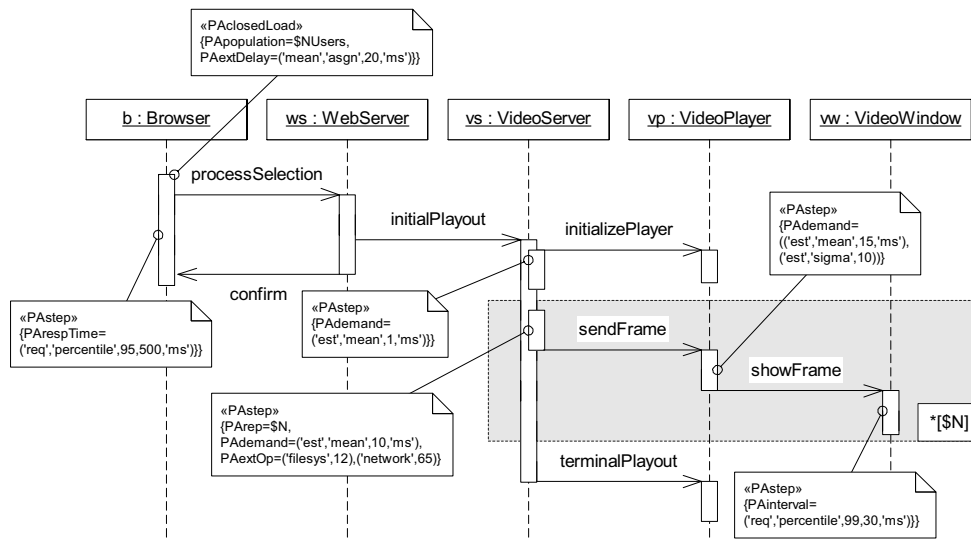 «PAclosedLoad»
{PApopulation=$NUsers,
PAextDelay=('mean','asgn',20,'ms')}}
b : Browser
ws : WebServer
vs : VideoServer
vp : VideoPlayer
vw : VideoWindow
processSelection
initialPlayout
initializePlayer
«PAstep»
{PAdemand=
(('est','mean',15,'ms'),
('est','sigma',10))}
confirm
«PAstep»
{PArespTime=
('req','percentile',95,500,'ms')}}
«PAstep»
{PAdemand=
('est','mean',1,'ms')}}
sendFrame
showFrame
«PAstep»
{PArep=$N,
PAdemand=('est','mean',10,'ms'),
PAextOp=('filesys',12),('network',65)}
*[$N]
terminalPlayout
«PAstep»
{PAinterval=
('req','percentile',99,30,'ms')}}